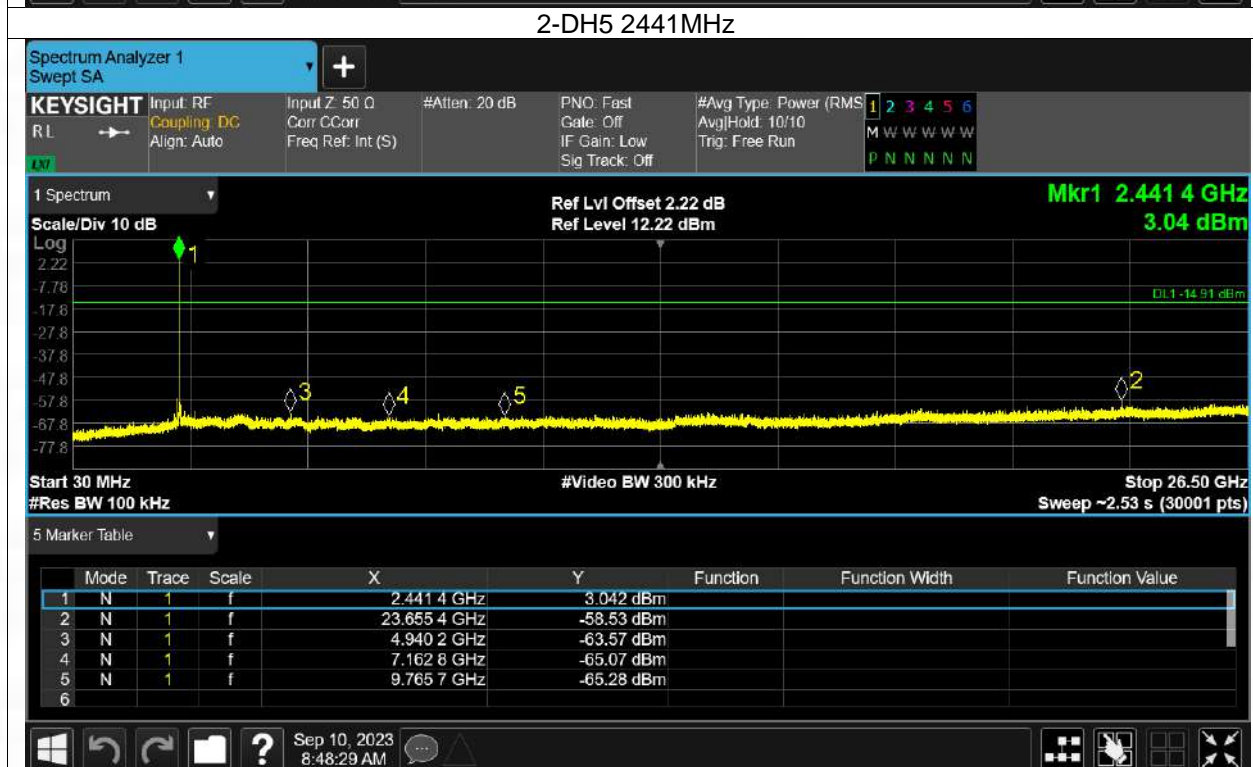 2-DH5 2441MHz
Spectrum Analyzer 1
Swept SA
+
KEYSIGHT Input: RF Input Z: 50 Ω #Atten: 20 dB PNO: Fast #Avg Type: Power (RMS 1 2 3 4 5 6
RL Coupling: DC Corr CCorr Gate: Off Avg|Hold: 10/10 M W W W W W
Align: Auto Freq Ref: Int (S) IF Gain: Low Trig: Free Run
LXI Sig Track: Off P N N N N N
1 Spectrum Ref Lvl Offset 2.22 dB Mkr1 2.441 4 GHz
Scale/Div 10 dB Ref Level 12.22 dBm 3.04 dBm
Log
1
2.22
-7.78
DL1 -14.91 dBm
-17.8
-27.8
-37.8
-47.8
2
3 4 5
-57.8
-67.8
-77.8
Start 30 MHz #Video BW 300 kHz Stop 26.50 GHz
#Res BW 100 kHz Sweep ~2.53 s (30001 pts)
5 Marker Table
Mode Trace Scale X Y Function Function Width Function Value
1 N 1 f 2.441 4 GHz 3.042 dBm
2 N 1 f 23.655 4 GHz -58.53 dBm
3 N 1 f 4.940 2 GHz -63.57 dBm
4 N 1 f 7.162 8 GHz -65.07 dBm
5 N 1 f 9.765 7 GHz -65.28 dBm
6
? Sep 10, 2023
8:48:29 AM